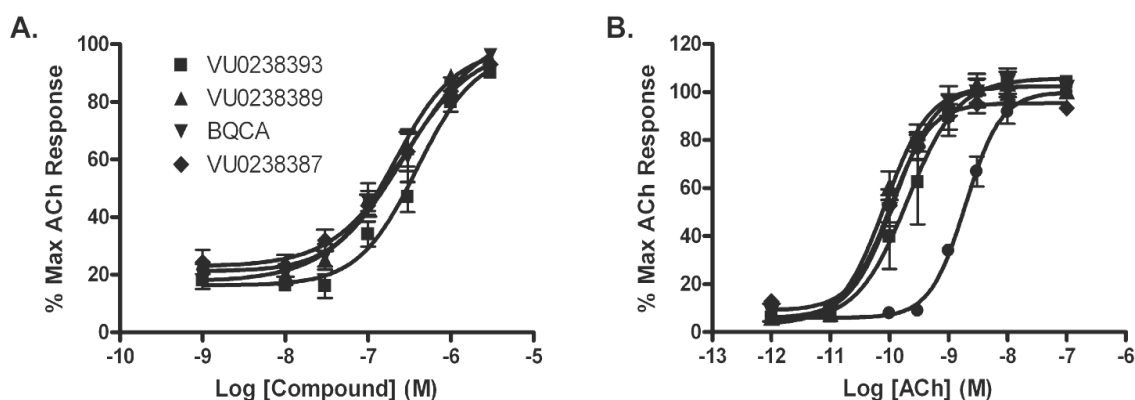 A.
100
80
60
40
20
0
% Max ACh Response
VU0238393
VU0238389
BQCA
VU0238387
-10 -9 -8 -7 -6 -5
Log [Compound] (M)
B.
120
100
80
60
40
20
0
% Max ACh Response
-13 -12 -11 -10 -9 -8 -7 -6
Log [ACh] (M)